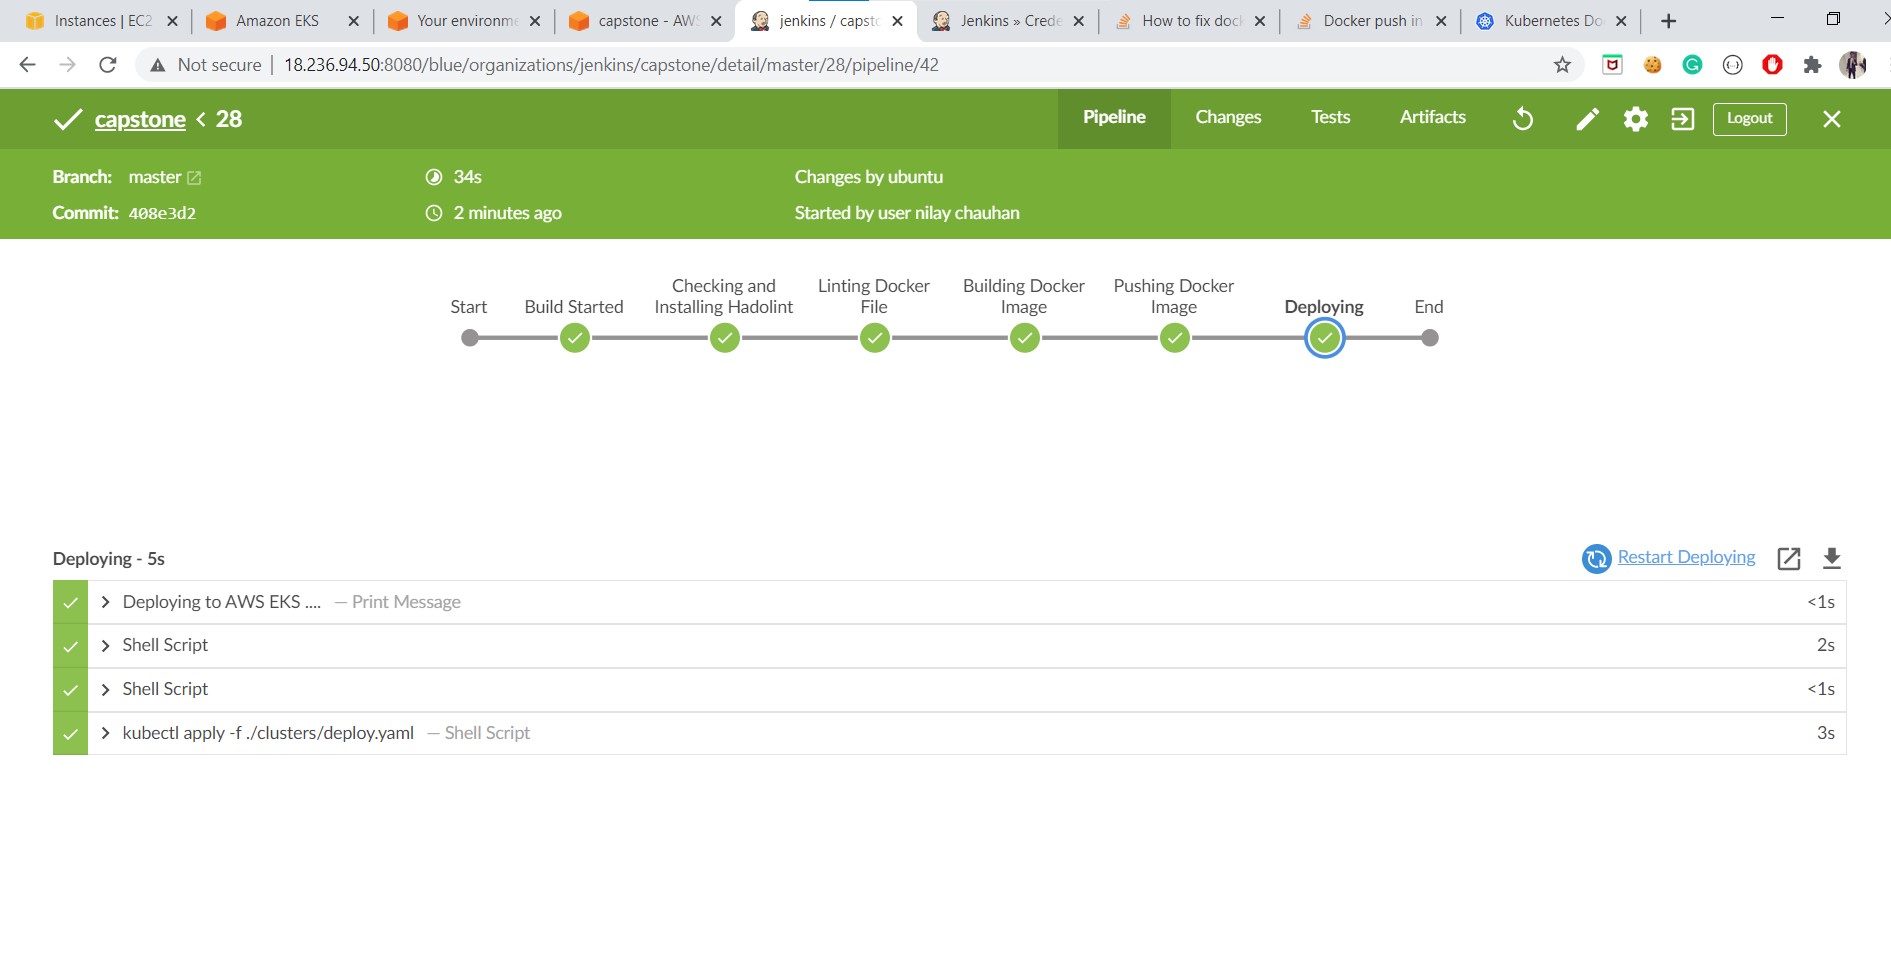 Instances | EC2
Amazon EKS
Your environme
capstone - AWS
jenkins / capsto
Jenkins » Crede
How to fix dock
Docker push in
Kubernetes Do
Not secure
18.236.94.50:8080/blue/organizations/jenkins/capstone/detail/master/28/pipeline/42
capstone < 28
Pipeline
Changes
Tests
Artifacts
Logout
Branch: master
34s
Changes by ubuntu
Commit: 408e3d2
2 minutes ago
Started by user nilay chauhan
Start
Build Started
Checking and
Installing Hadolint
Linting Docker
File
Building Docker
Image
Pushing Docker
Image
Deploying
End
Deploying - 5s
Restart Deploying
Deploying to AWS EKS .... — Print Message
<1s
Shell Script
2s
Shell Script
<1s
kubectl apply -f ./clusters/deploy.yaml — Shell Script
3s